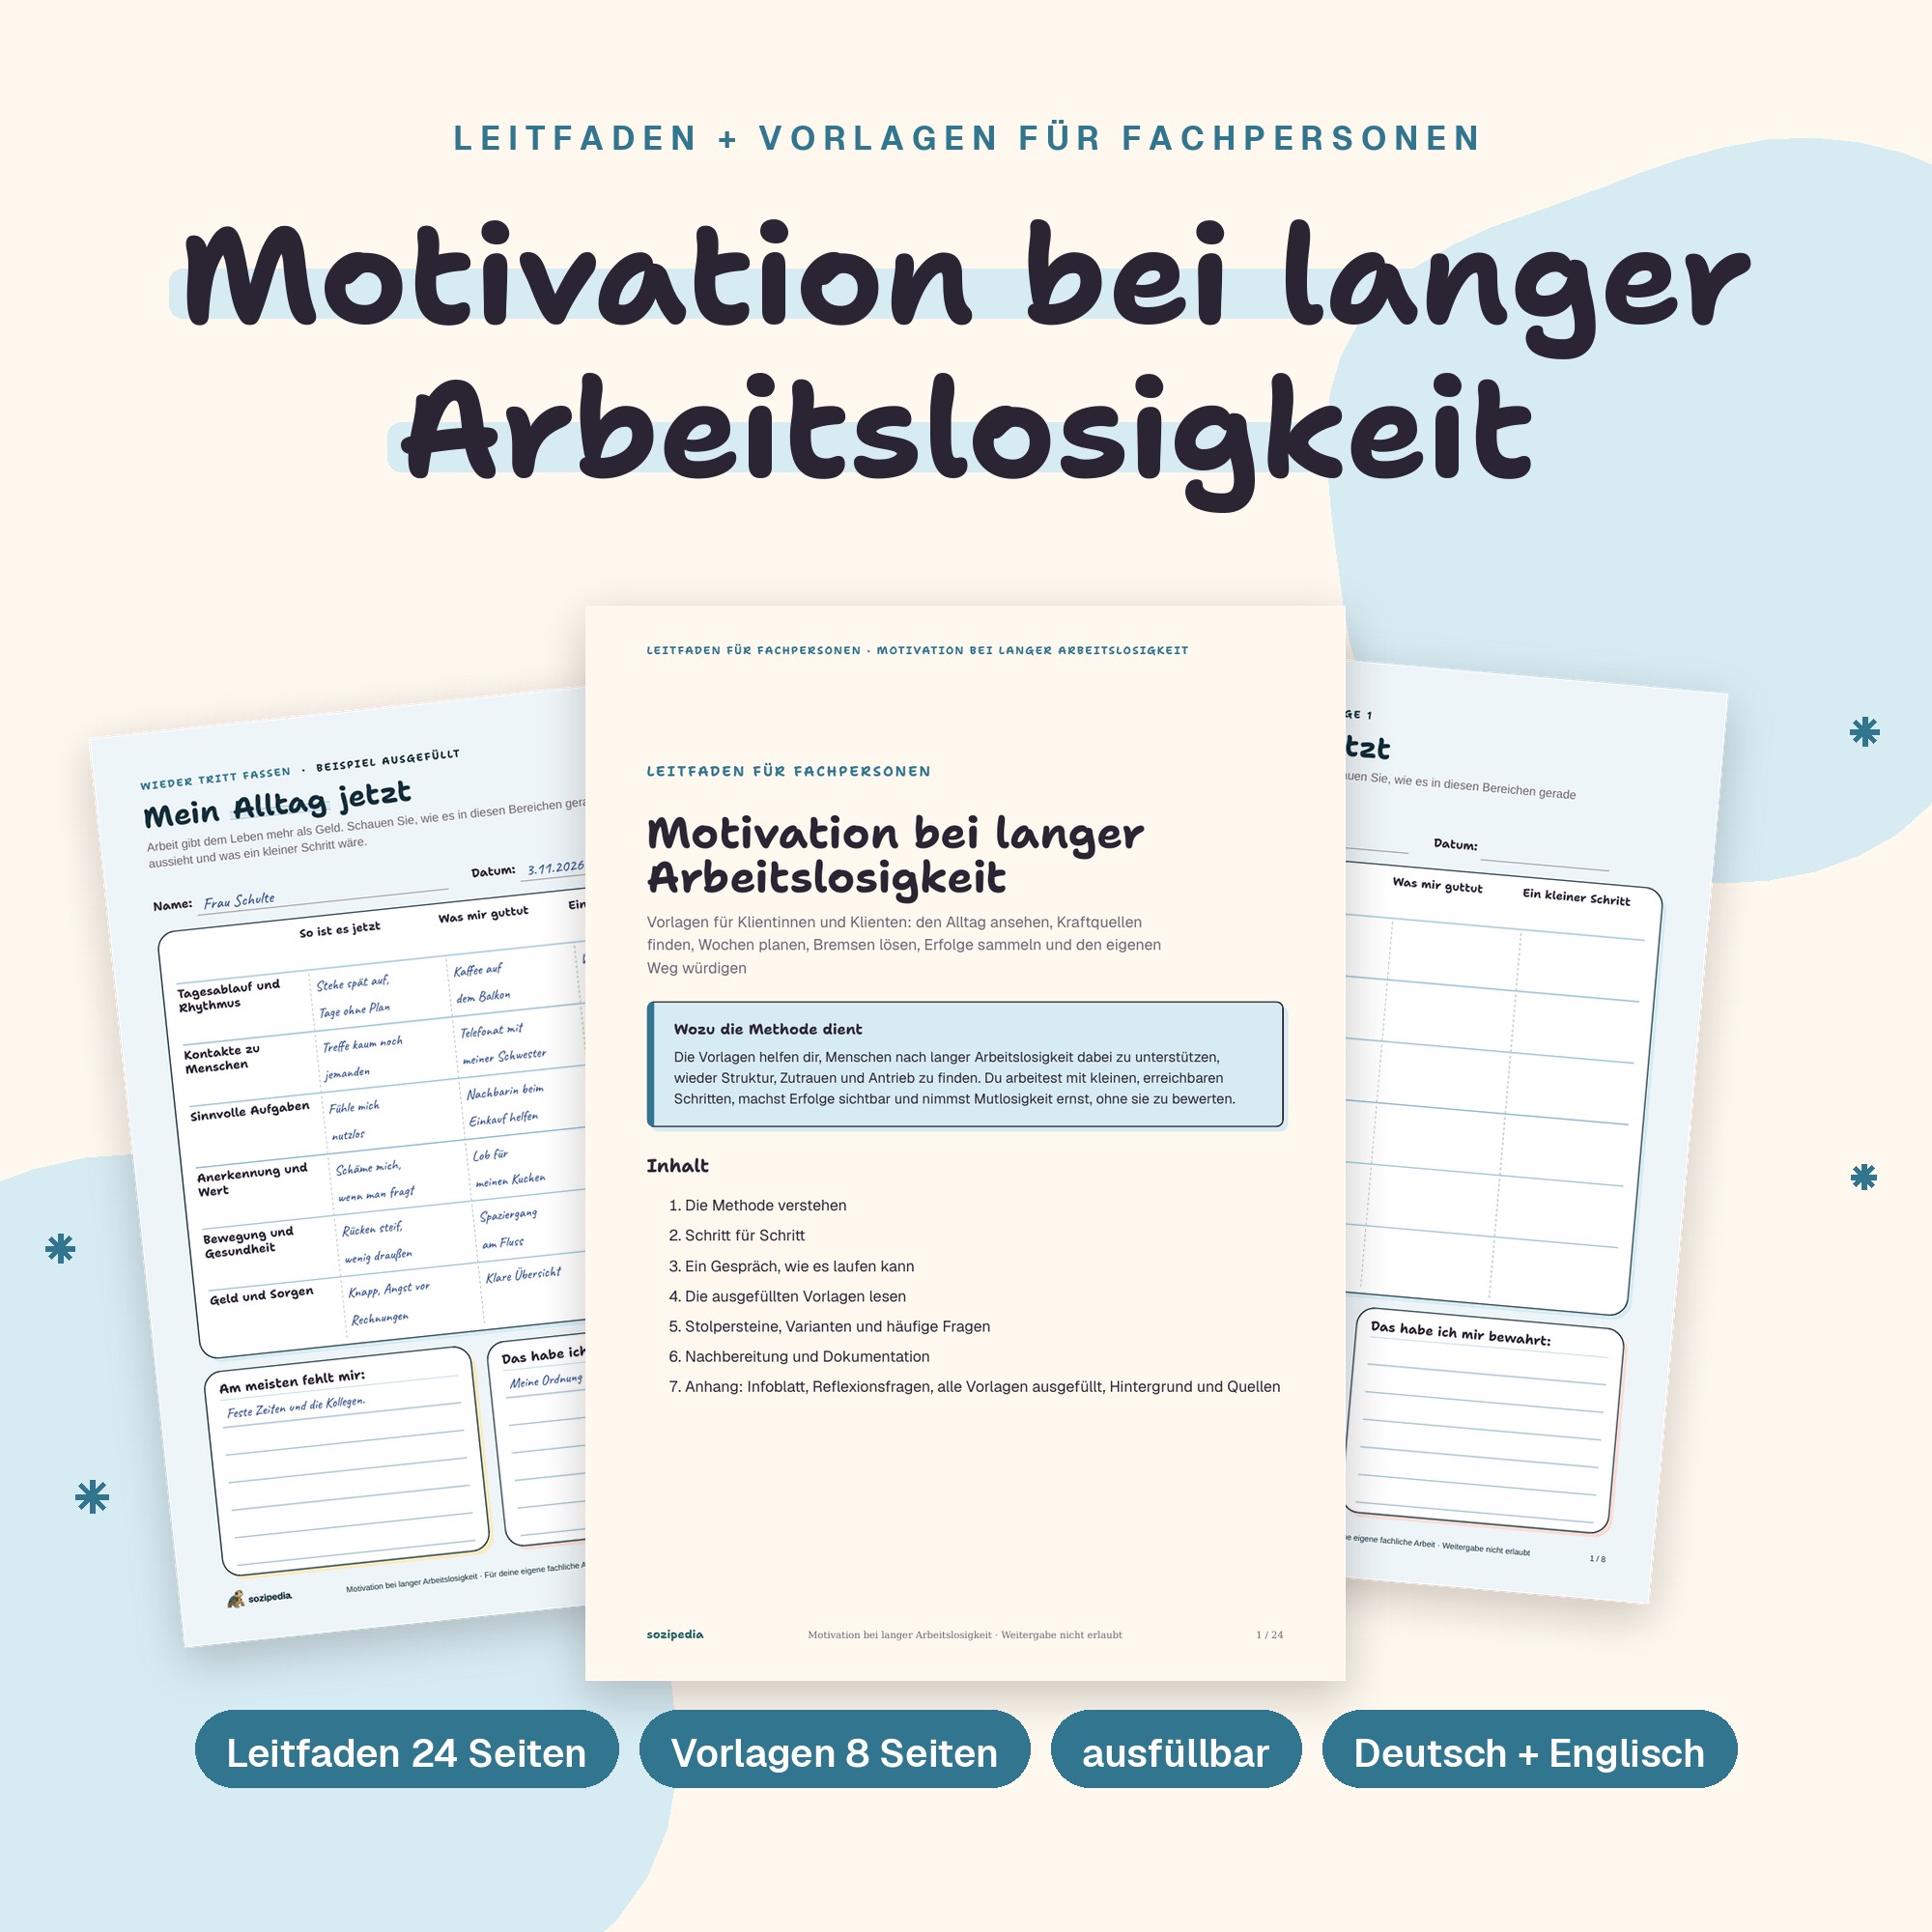 LEITFADEN + VORLAGEN FÜR FACHPERSONEN
Motivation bei langer
Arbeitslosigkeit
WIEDER TRITT FASSEN · BEISPIEL AUSGEFÜLLT
Mein Alltag jetzt
Arbeit gibt dem Leben mehr als Geld. Schauen Sie, wie es in diesen Bereichen
aussieht und was ein kleiner Schritt wäre.
Name: Frau Schulte
Datum: 3.11.2026
So ist es jetzt
Was mir guttut
Tagesablauf und
Rhythmus
Stehe spät auf,
Tage ohne Plan
Kaffee auf
dem Balkon
Kontakte zu
Menschen
Treffe kaum noch
jemanden
Telefonat mit
meiner Schwester
Sinnvolle Aufgaben
Fühle mich
nutzlos
Nachbarin beim
Einkauf helfen
Anerkennung und
Wert
Schäme mich,
wenn man fragt
Lob für
meinen Kuchen
Bewegung und
Gesundheit
Rücken steif,
wenig draußen
Spaziergang
am Fluss
Geld und Sorgen
Knapp, Angst vor
Rechnungen
Klare Übersicht
Am meisten fehlt mir:
Feste Zeiten und die Kollegen.
Das habe ich
Meine Ordnung
sozipedia
Motivation bei langer Arbeitslosigkeit · Für deine eigene fachliche
LEITFADEN FÜR FACHPERSONEN · MOTIVATION BEI LANGER ARBEITSLOSIGKEIT
LEITFADEN FÜR FACHPERSONEN
Motivation bei langer
Arbeitslosigkeit
Vorlagen für Klientinnen und Klienten: den Alltag ansehen, Kraftquellen
finden, Wochen planen, Bremsen lösen, Erfolge sammeln und den eigenen
Weg würdigen
Wozu die Methode dient
Die Vorlagen helfen dir, Menschen nach langer Arbeitslosigkeit dabei zu unterstützen,
wieder Struktur, Zutrauen und Antrieb zu finden. Du arbeitest mit kleinen, erreichbaren
Schritten, machst Erfolge sichtbar und nimmst Mutlosigkeit ernst, ohne sie zu bewerten.
Inhalt
1. Die Methode verstehen
2. Schritt für Schritt
3. Ein Gespräch, wie es laufen kann
4. Die ausgefüllten Vorlagen lesen
5. Stolpersteine, Varianten und häufige Fragen
6. Nachbereitung und Dokumentation
7. Anhang: Infoblatt, Reflexionsfragen, alle Vorlagen ausgefüllt, Hintergrund und Quellen
sozipedia
Motivation bei langer Arbeitslosigkeit · Weitergabe nicht erlaubt
1 / 24
GE 1
tzt
Sie, wie es in diesen Bereichen gerade
Datum:
Was mir guttut
Ein kleiner Schritt
Das habe ich mir bewahrt:
eigene fachliche Arbeit · Weitergabe nicht erlaubt
1 / 8
Leitfaden 24 Seiten
Vorlagen 8 Seiten
ausfüllbar
Deutsch + Englisch